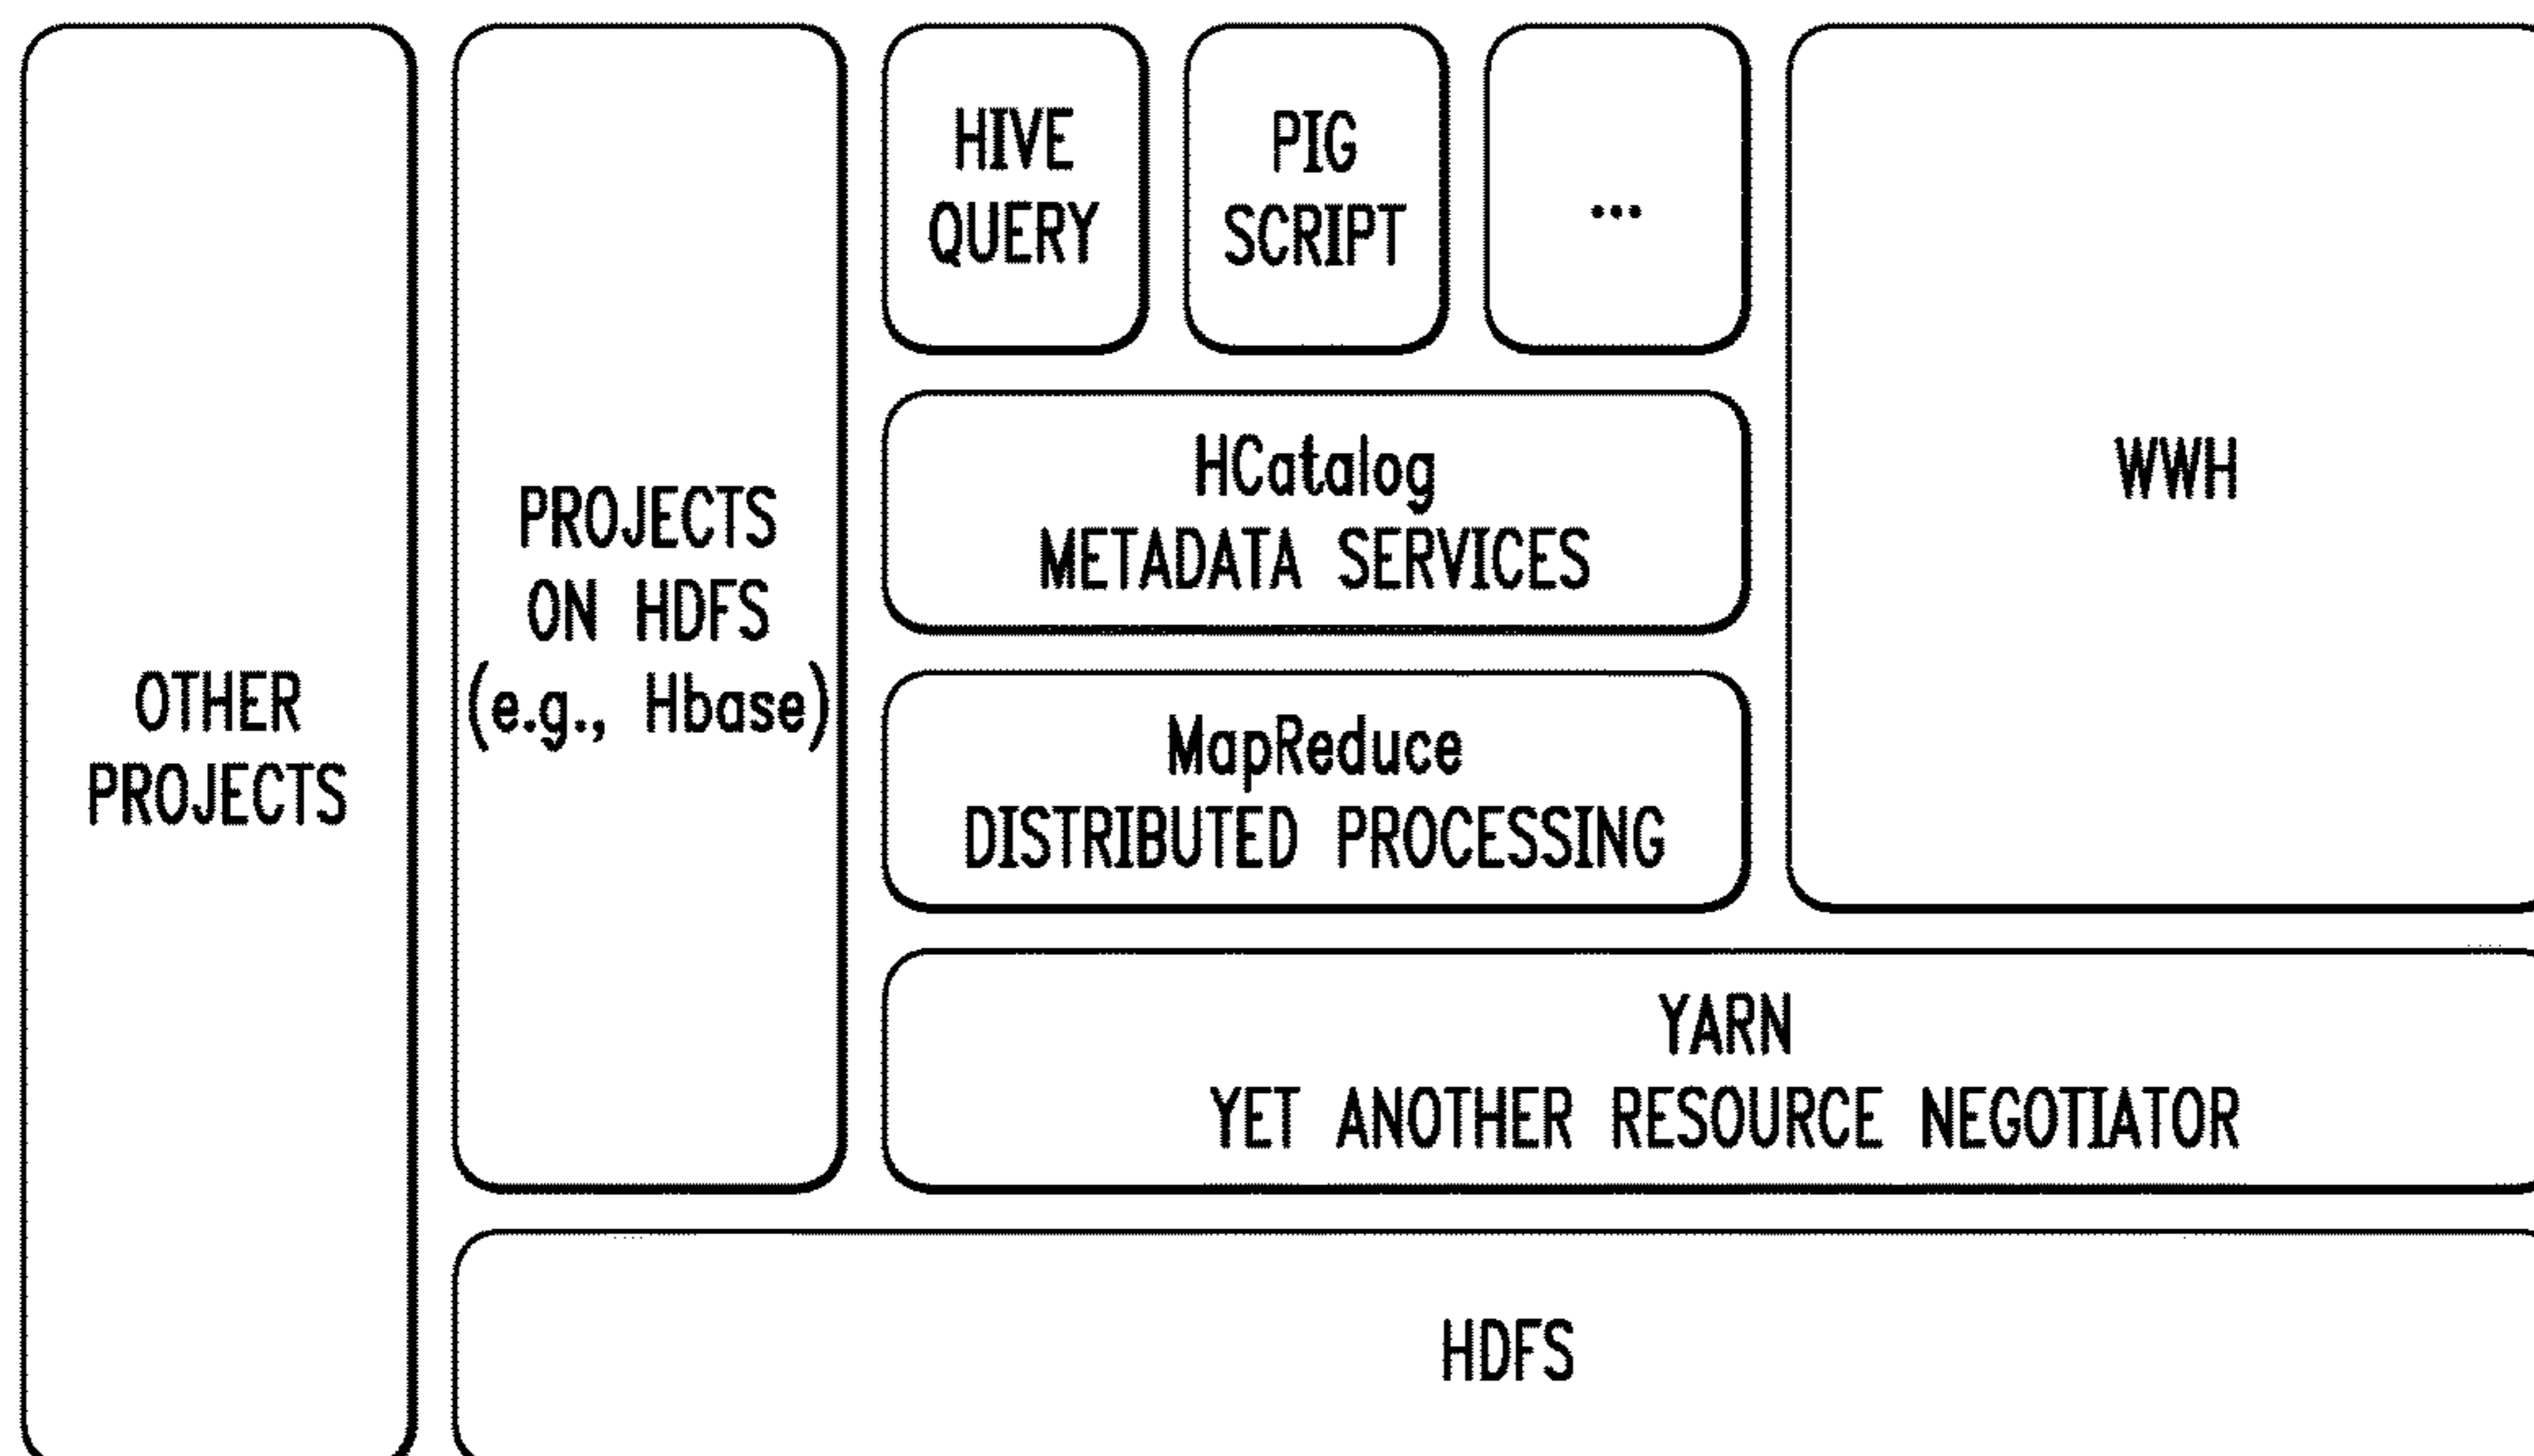 OTHER
PROJECTS
PROJECTS
ON HDFS
(e.g., Hbase)
HIVE
QUERY
PIG
SCRIPT
...
HCatalog
METADATA SERVICES
MapReduce
DISTRIBUTED PROCESSING
WWH
YARN
YET ANOTHER RESOURCE NEGOTIATOR
HDFS